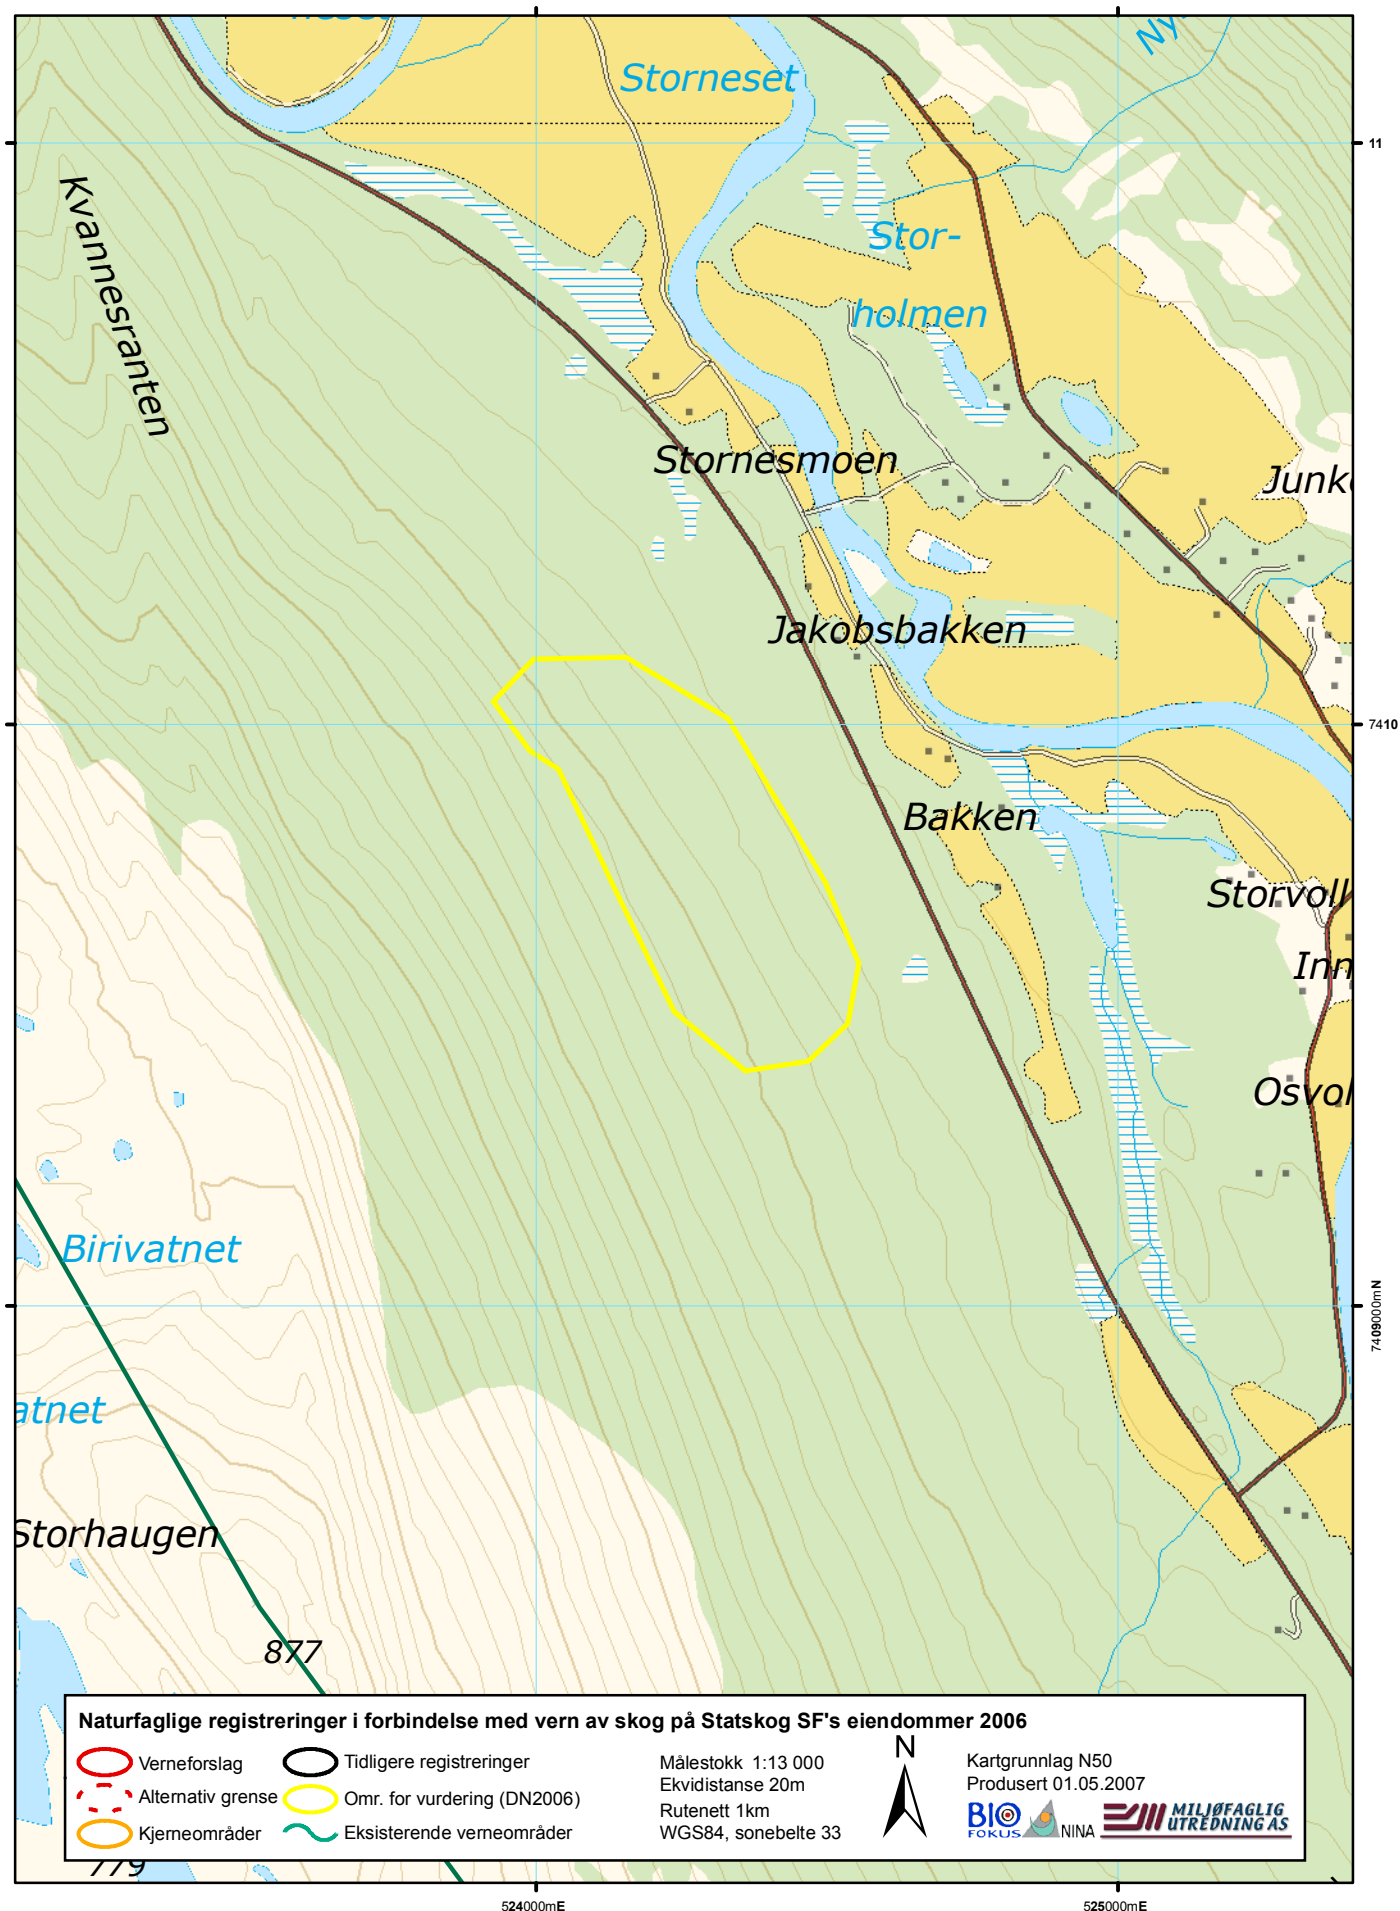 Storneset
11
Kvannesranten
Stor-
holmen
Stornesmoen
Jakobsbakken
7410
Bakken
Birivatnet
7409000mN
atnet
Storhaugen
877
Naturfaglige registreringer i forbindelse med vern av skog på Statskog SF's eiendommer 2006
Verneforslag
Alternativ grense
Kjerneområder
Tidligere registreringer
Omr. for vurdering (DN2006)
Eksisterende verneområder
Målestokk 1:13 000
Ekvidistanse 20m
Rutenett 1km
WGS84, sonebelte 33
N
Kartgrunnlag N50
Produsert 01.05.2007
BIO
FOKUS
NINA
MILJØFAGLIG
UTREDNING AS
779
524000mE
525000mE
Ny
Junk
Storvoll
Inn
Osvol